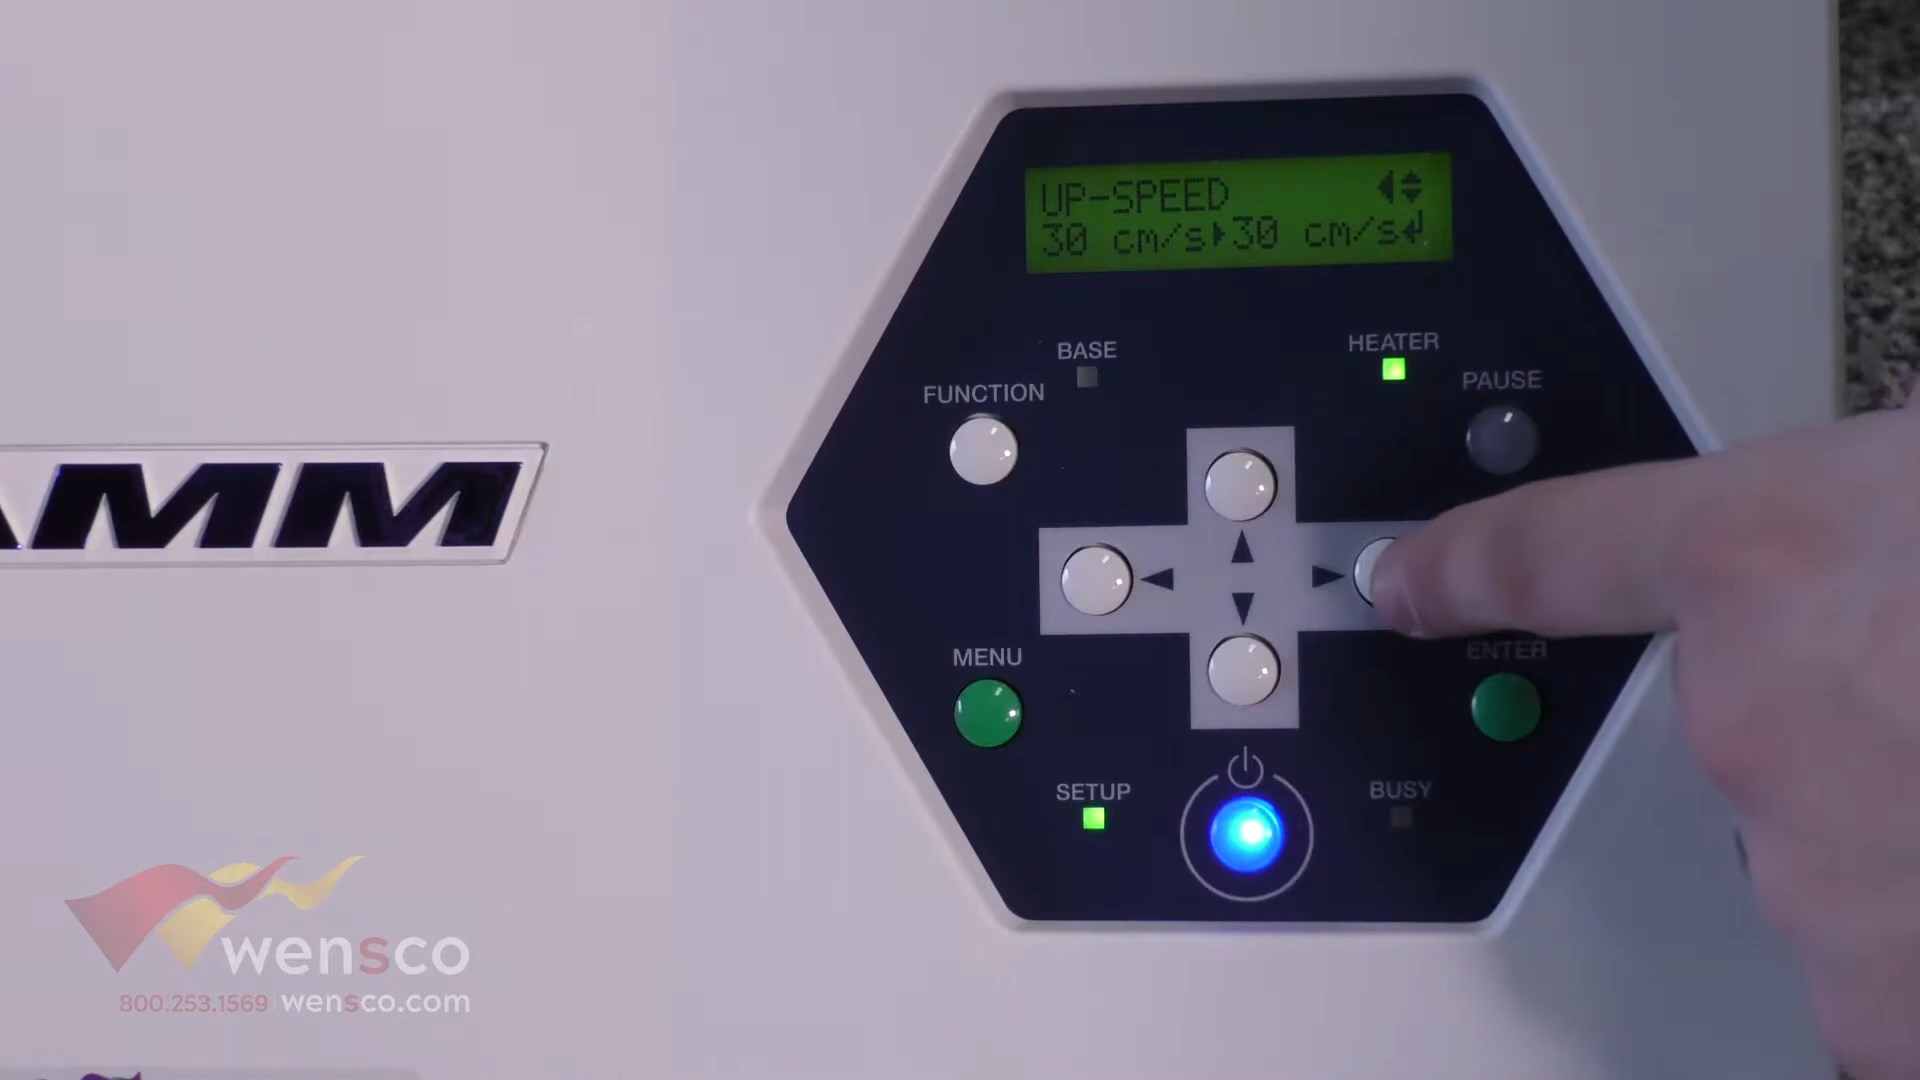 UP-SPEED
30 cm/s 30 cm/s
BASE
HEATER
FUNCTION
PAUSE
AMM
MENU
ENTER
SETUP
BUSY
wensco
800.253.1569 | wensco.com